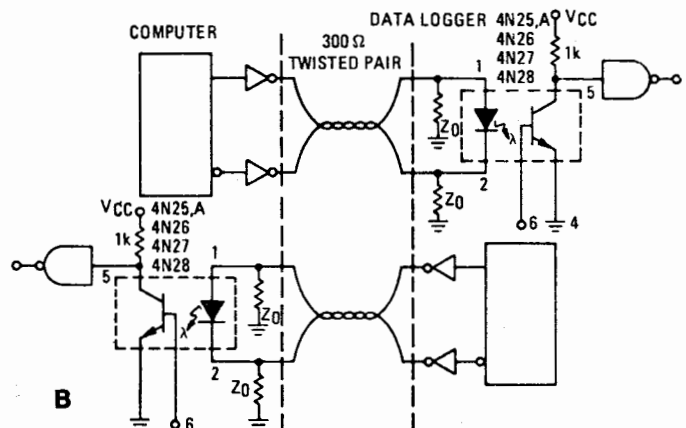 COMPUTER
300 Ω
TWISTED PAIR
DATA LOGGER
4N25,A
4N26
4N27
4N28
VCC
1k
1
5
Z0
λ
2
Z0
6
4
VCC
4N25,A
4N26
4N27
4N28
1k
5
1
Z0
λ
2
Z0
6
B